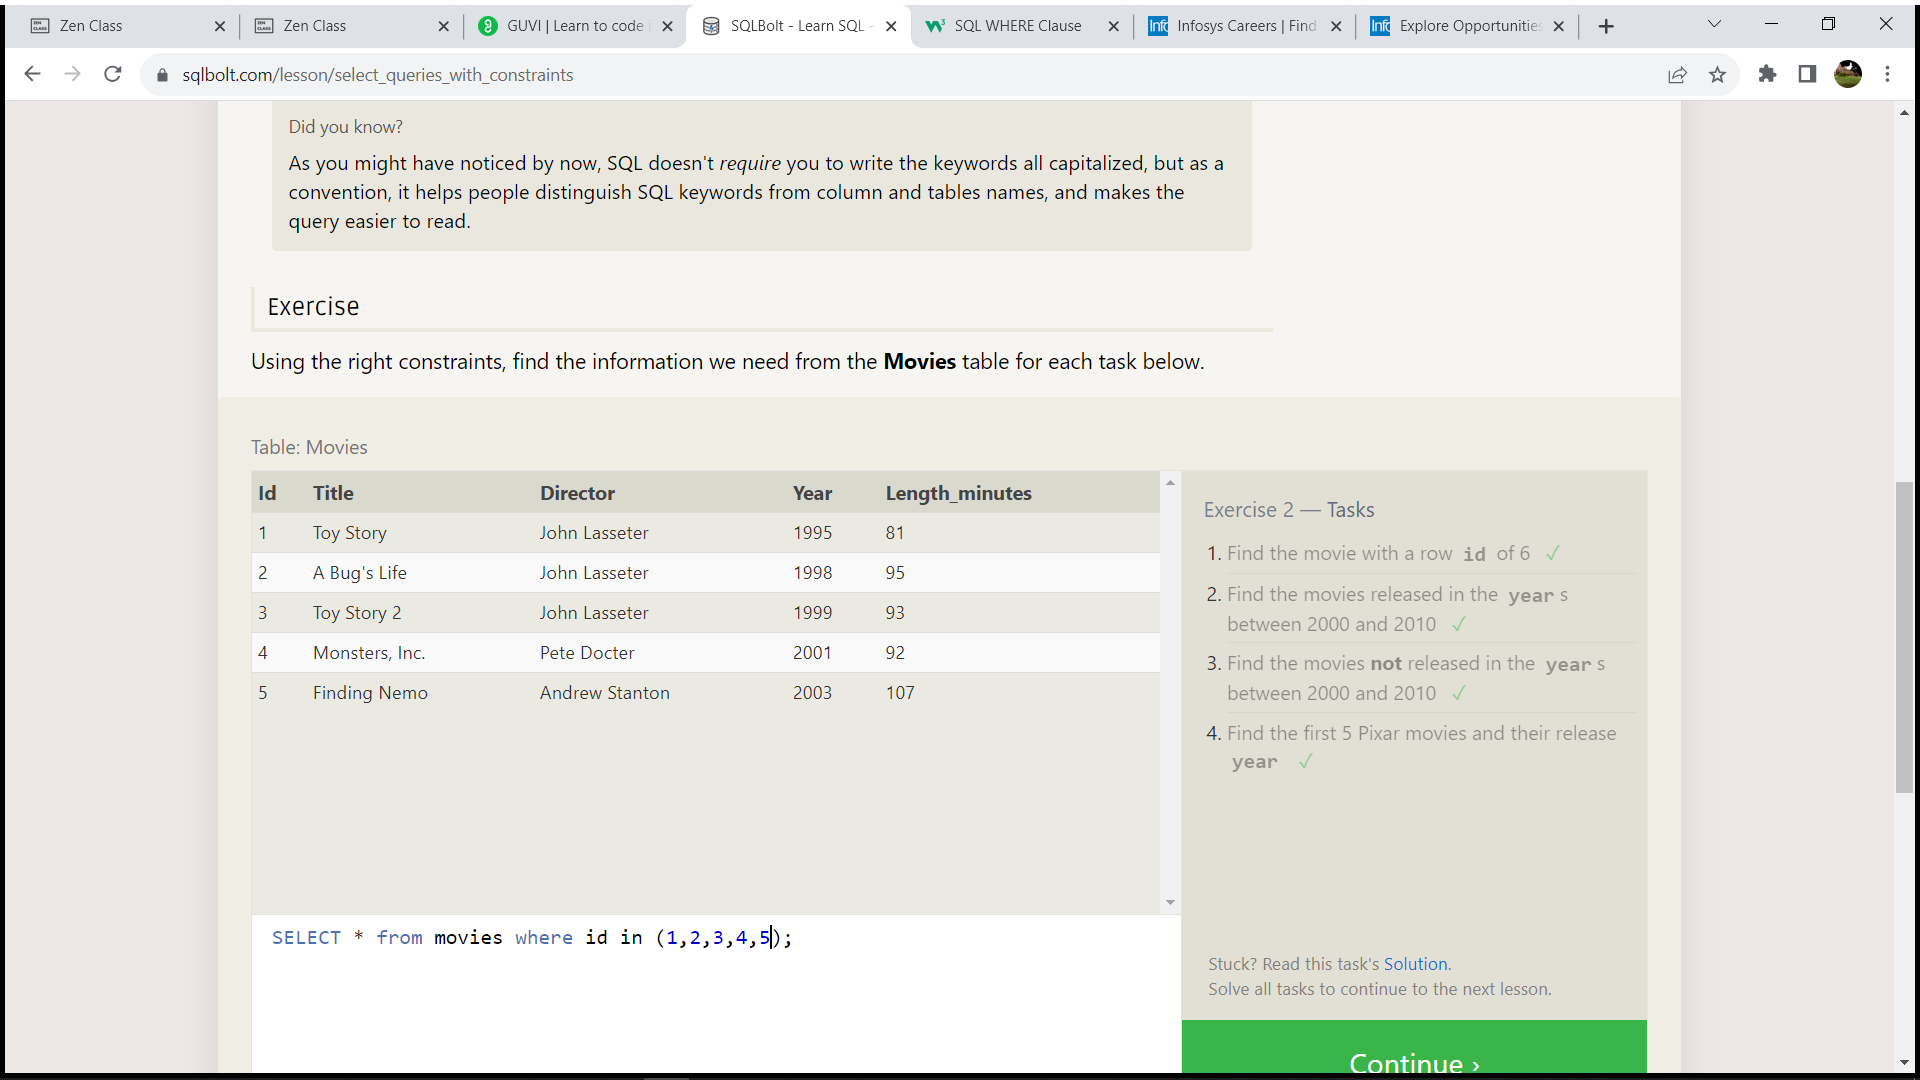 Zen Class
Zen Class
GUVI | Learn to code i
SQLBolt - Learn SQL -
SQL WHERE Clause
Infosys Careers | Find
Explore Opportunities
sqlbolt.com/lesson/select_queries_with_constraints
Did you know?
As you might have noticed by now, SQL doesn't require you to write the keywords all capitalized, but as a
convention, it helps people distinguish SQL keywords from column and tables names, and makes the
query easier to read.
Exercise
Using the right constraints, find the information we need from the Movies table for each task below.
Table: Movies
Id Title Director Year Length_minutes
1 Toy Story John Lasseter 1995 81
2 A Bug's Life John Lasseter 1998 95
3 Toy Story 2 John Lasseter 1999 93
4 Monsters, Inc. Pete Docter 2001 92
5 Finding Nemo Andrew Stanton 2003 107
SELECT * from movies where id in (1,2,3,4,5);
Exercise 2 — Tasks
1. Find the movie with a row id of 6 ✓
2. Find the movies released in the year s
between 2000 and 2010 ✓
3. Find the movies not released in the year s
between 2000 and 2010 ✓
4. Find the first 5 Pixar movies and their release
year ✓
Stuck? Read this task's Solution.
Solve all tasks to continue to the next lesson.
Continue ›